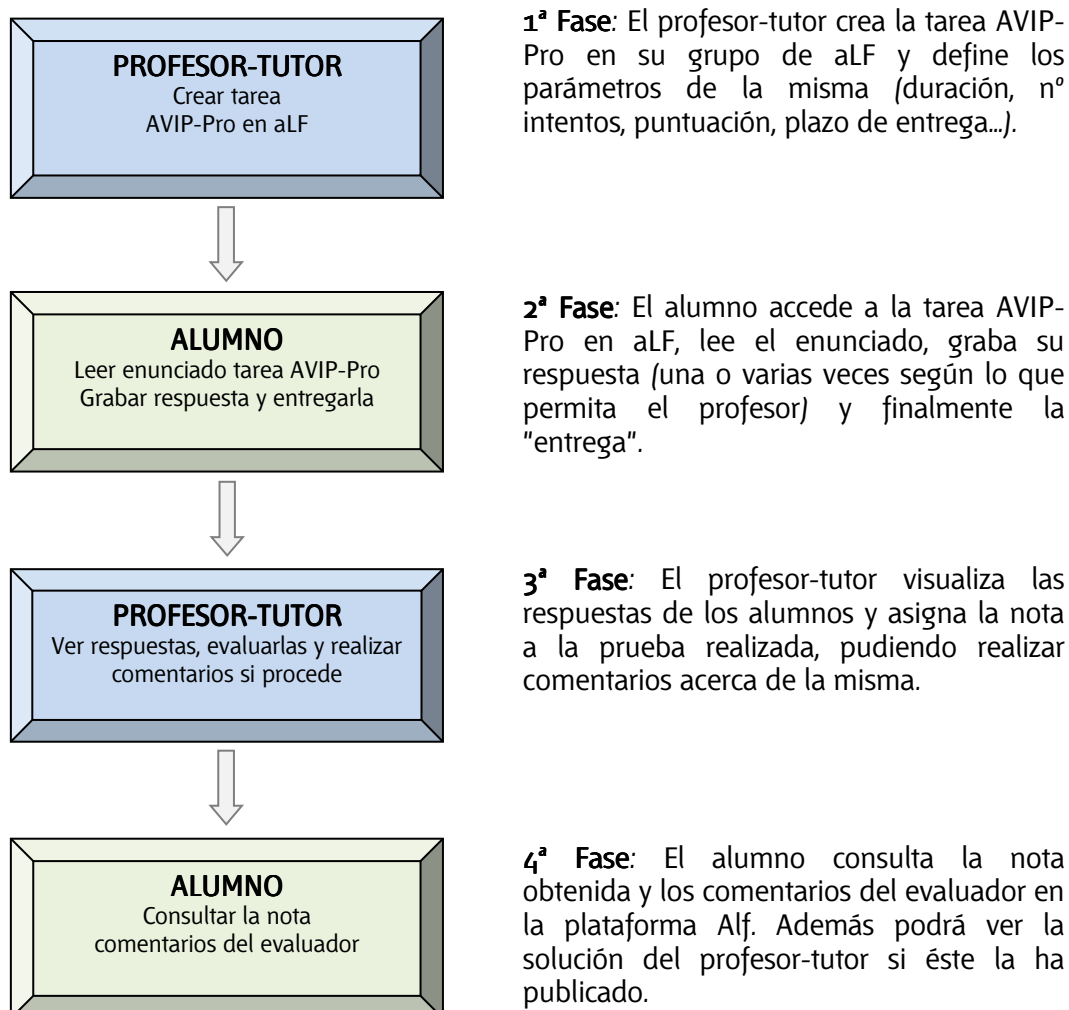 PROFESOR-TUTOR
Crear tarea
AVIP-Pro en aLF
1ª Fase: El profesor-tutor crea la tarea AVIP-
Pro en su grupo de aLF y define los
parámetros de la misma (duración, nº
intentos, puntuación, plazo de entrega...).
ALUMNO
Leer enunciado tarea AVIP-Pro
Grabar respuesta y entregarla
2ª Fase: El alumno accede a la tarea AVIP-
Pro en aLF, lee el enunciado, graba su
respuesta (una o varias veces según lo que
permita el profesor) y finalmente la
"entrega".
PROFESOR-TUTOR
Ver respuestas, evaluarlas y realizar
comentarios si procede
3ª Fase: El profesor-tutor visualiza las
respuestas de los alumnos y asigna la nota
a la prueba realizada, pudiendo realizar
comentarios acerca de la misma.
ALUMNO
Consultar la nota
comentarios del evaluador
4ª Fase: El alumno consulta la nota
obtenida y los comentarios del evaluador en
la plataforma Alf. Además podrá ver la
solución del profesor-tutor si éste la ha
publicado.